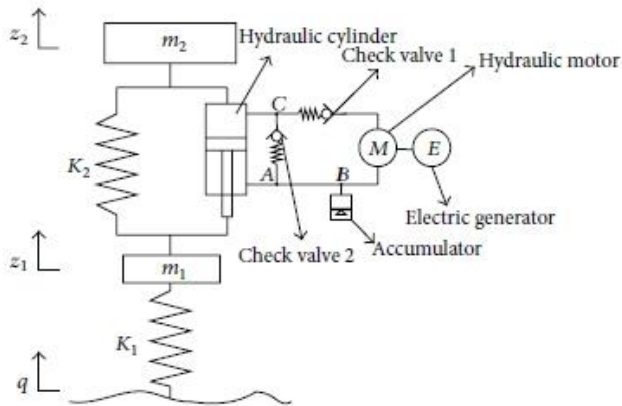 z2
m2
Hydraulic cylinder
Check valve 1
Hydraulic motor
C
K2
M
E
A
B
Electric generator
Accumulator
Check valve 2
z1
m1
K1
q